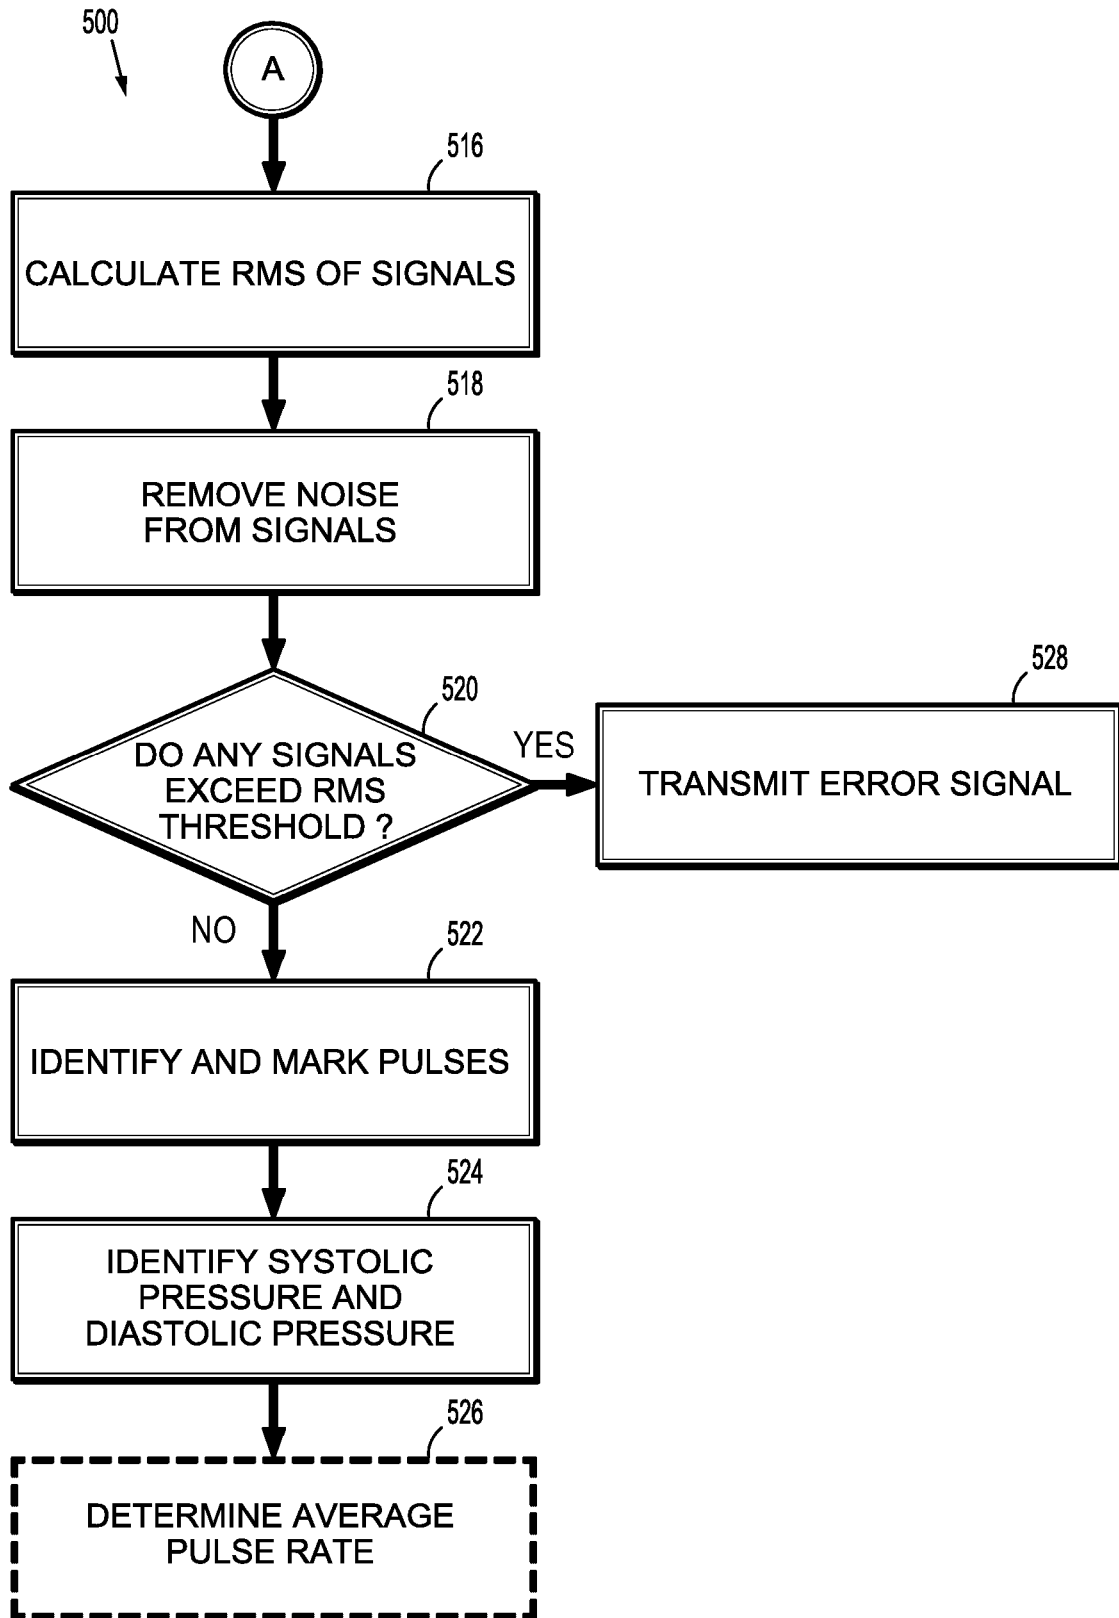 500
A
516
CALCULATE RMS OF SIGNALS
518
REMOVE NOISE
FROM SIGNALS
520
DO ANY SIGNALS
EXCEED RMS
THRESHOLD ?
YES
528
TRANSMIT ERROR SIGNAL
NO
522
IDENTIFY AND MARK PULSES
524
IDENTIFY SYSTOLIC
PRESSURE AND
DIASTOLIC PRESSURE
526
DETERMINE AVERAGE
PULSE RATE